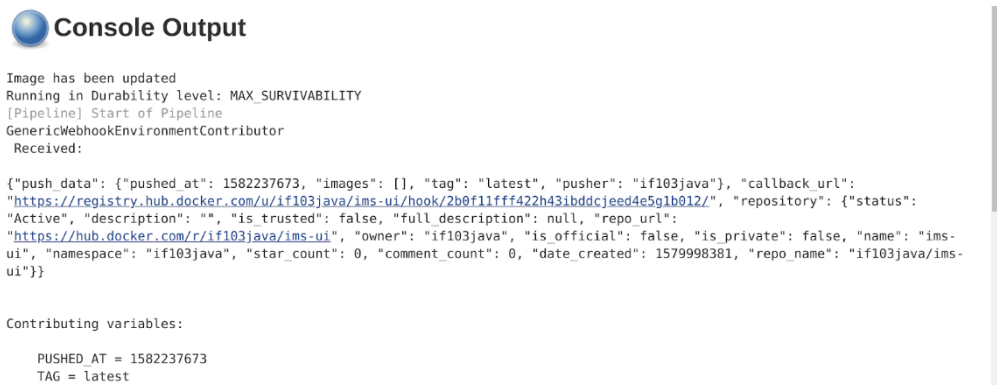 Console Output
Image has been updated
Running in Durability level: MAX_SURVIVABILITY
[Pipeline] Start of Pipeline
GenericWebhookEnvironmentContributor
Received:
{"push_data": {"pushed_at": 1582237673, "images": [], "tag": "latest", "pusher": "if103java"}, "callback_url":
"https://registry.hub.docker.com/u/if103java/ims-ui/hook/2b0f11fff422h43ibddcjeed4e5g1b012/", "repository": {"status":
"Active", "description": "", "is_trusted": false, "full_description": null, "repo_url":
"https://hub.docker.com/r/if103java/ims-ui", "owner": "if103java", "is_official": false, "is_private": false, "name": "ims-
ui", "namespace": "if103java", "star_count": 0, "comment_count": 0, "date_created": 1579998381, "repo_name": "if103java/ims-
ui"}}
Contributing variables:
PUSHED_AT = 1582237673
TAG = latest